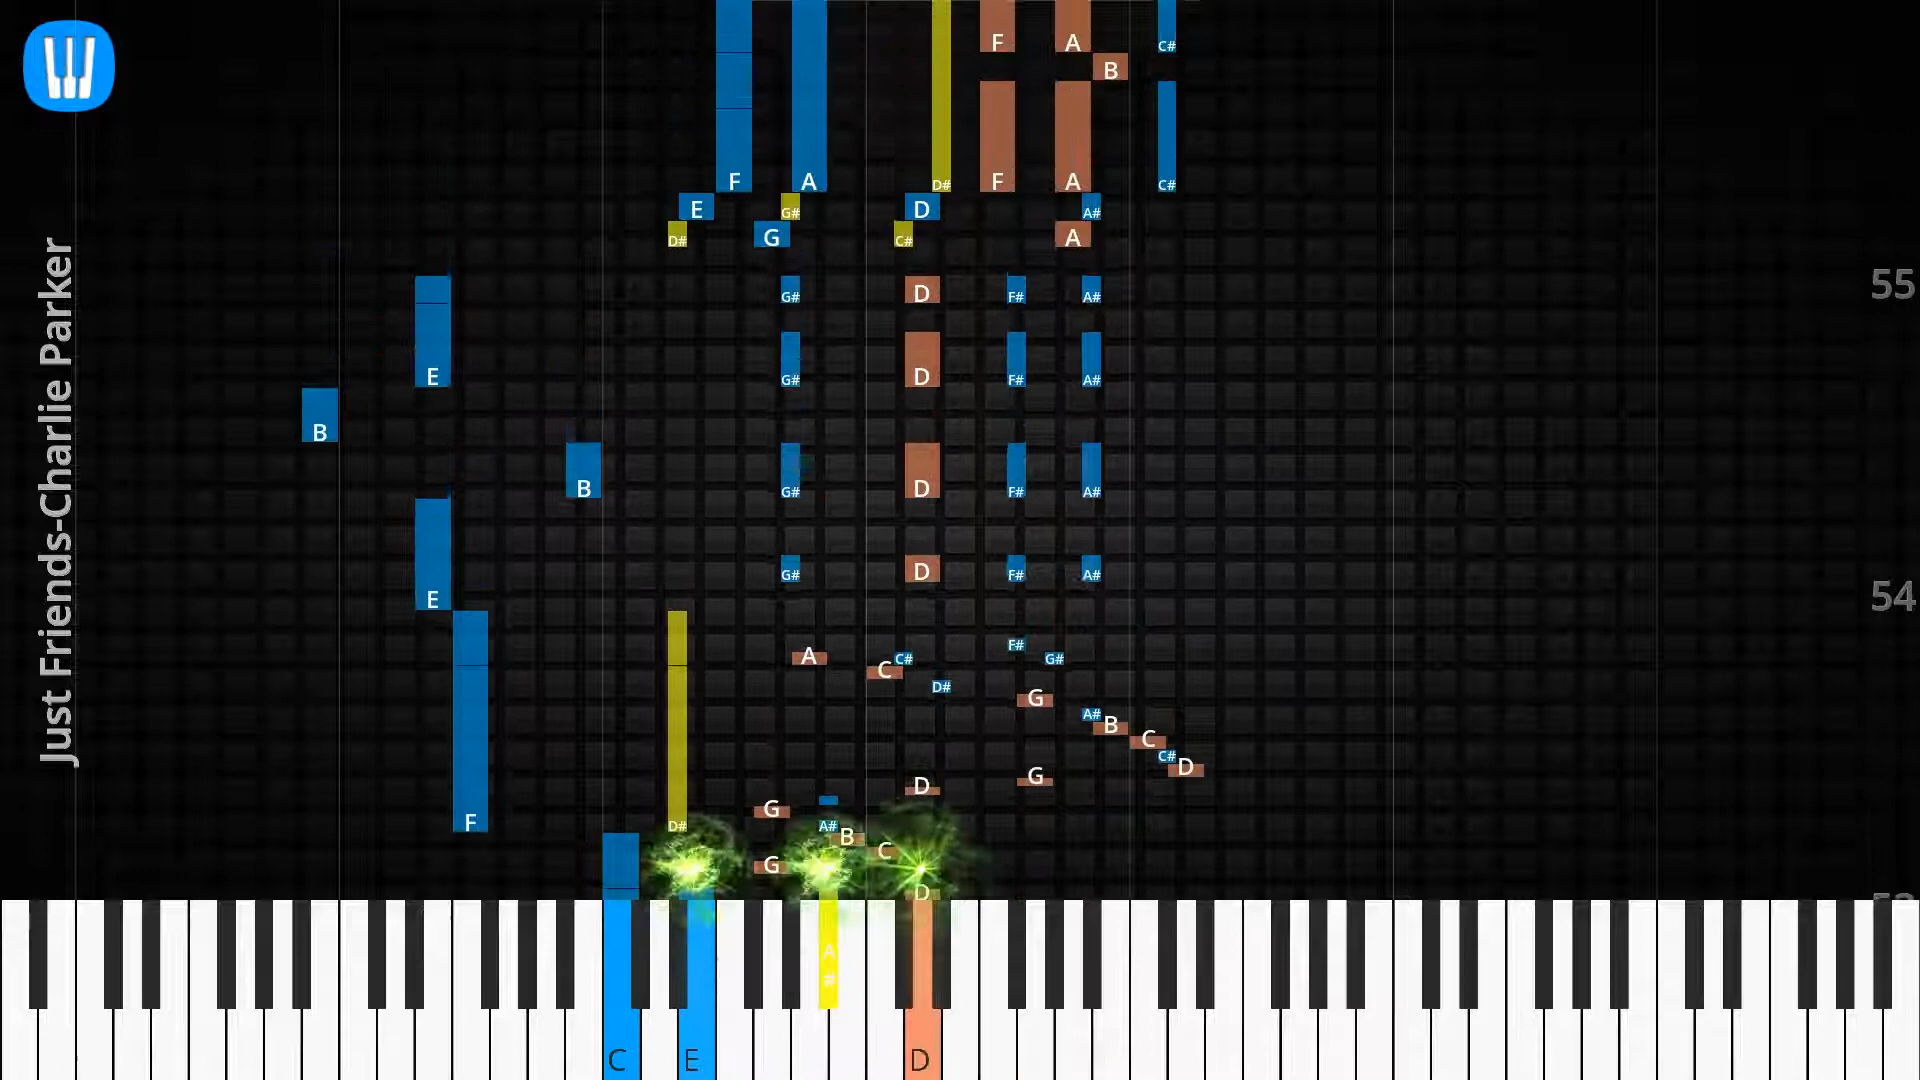 Just Friends-Charlie Parker
F A C#
B
F A D# F A C#
E G# D A#
D# G C# A
G# D F# A# 55
E G# D F# A#
B
B G# D F# A#
G# D F# A#
E 54
F#
A C C# G#
D#
G
A# B
C
C#
D
G
D
G
F D# A#
B
C
G
D
A#
C E D